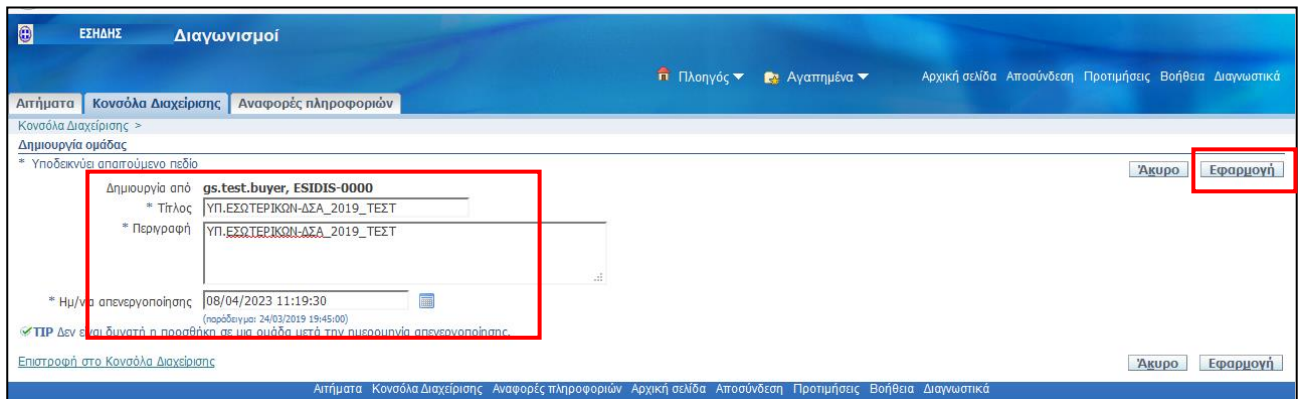 ΕΣΗΔΗΣ Διαγωνισμοί
Πλοηγός Αγαπημένα Αρχική σελίδα Αποσύνδεση Προτιμήσεις Βοήθεια Διαγνωστικά
Αιτήματα Κονσόλα Διαχείρισης Αναφορές πληροφοριών
Κονσόλα Διαχείρισης >
Δημιουργία ομάδας
* Υποδεικνύει απαιτούμενο πεδίο
Άκυρο Εφαρμογή
Δημιουργία από gs.test.buyer, ESIDIS-0000
* Τίτλος ΥΠ.ΕΣΩΤΕΡΙΚΩΝ-ΔΣΑ_2019_ΤΕΣΤ
* Περιγραφή ΥΠ.ΕΣΩΤΕΡΙΚΩΝ-ΔΣΑ_2019_ΤΕΣΤ
* Ημ/νία απενεργοποίησης 08/04/2023 11:19:30
(παράδειγμα: 24/03/2019 19:45:00)
TIP Δεν είναι δυνατή η προσθήκη σε μια ομάδα μετά την ημερομηνία απενεργοποίησης.
Επιστροφή στο Κονσόλα Διαχείρισης
Άκυρο Εφαρμογή
Αιτήματα Κονσόλα Διαχείρισης Αναφορές πληροφοριών Αρχική σελίδα Αποσύνδεση Προτιμήσεις Βοήθεια Διαγνωστικά